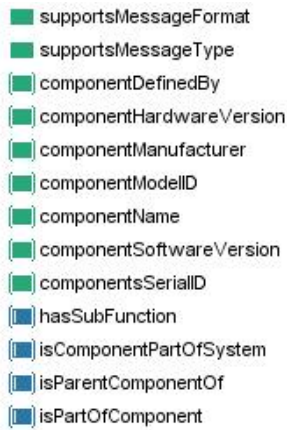 supportsMessageFormat
supportsMessageType
componentDefinedBy
componentHardwareVersion
componentManufacturer
componentModelID
componentName
componentSoftwareVersion
componentsSerialID
hasSubFunction
isComponentPartOfSystem
isParentComponentOf
isPartOfComponent